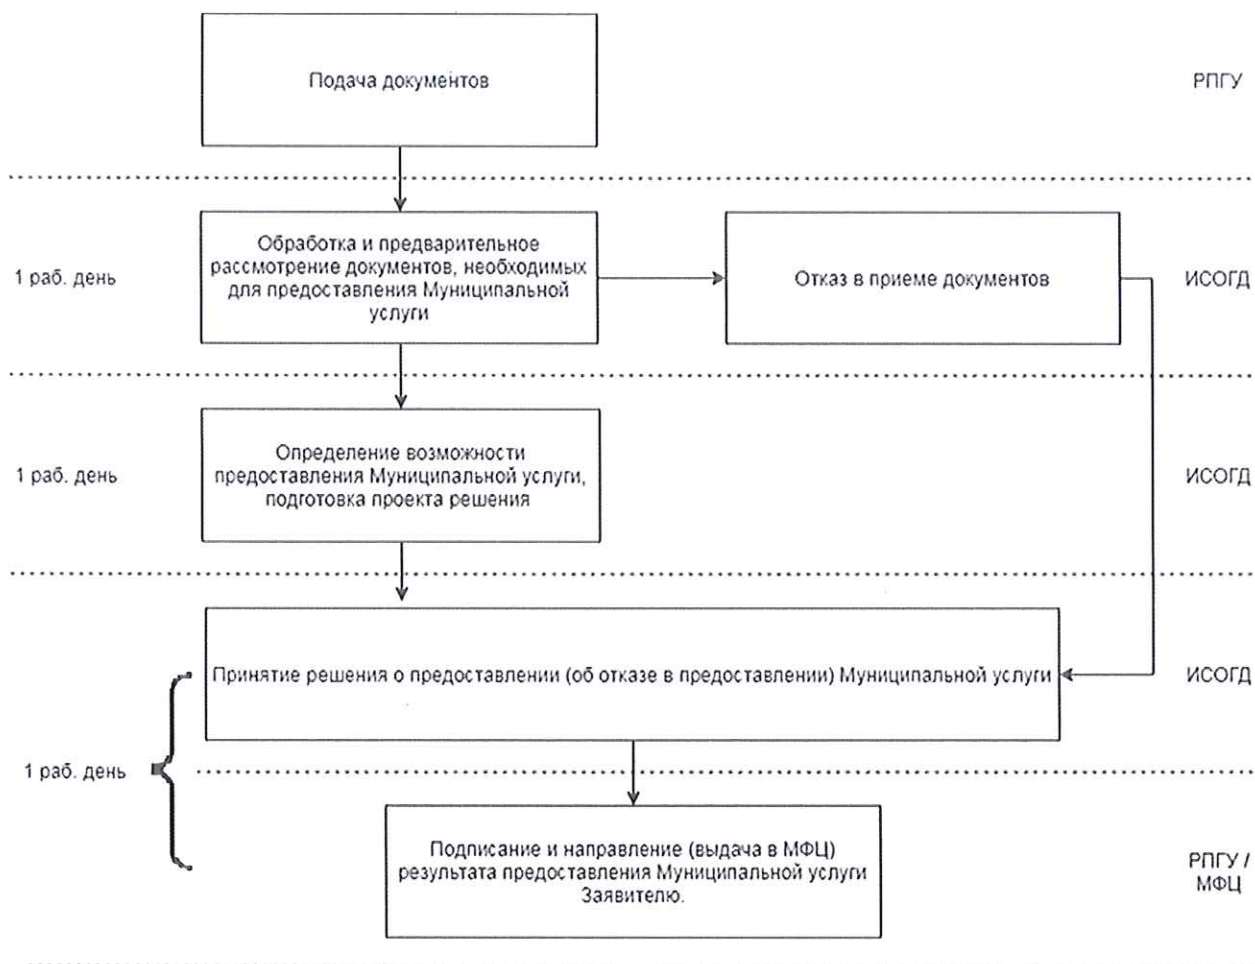 Подача документов
РПГУ
1 раб. день
Обработка и предварительное
рассмотрение документов, необходимых
для предоставления Муниципальной
услуги
Отказ в приеме документов
ИСОГД
1 раб. день
Определение возможности
предоставления Муниципальной услуги,
подготовка проекта решения
ИСОГД
Принятие решения о предоставлении (об отказе в предоставлении) Муниципальной услуги
ИСОГД
1 раб. день
Подписание и направление (выдача в МФЦ)
результата предоставления Муниципальной услуги
Заявителю.
РПГУ /
МФЦ